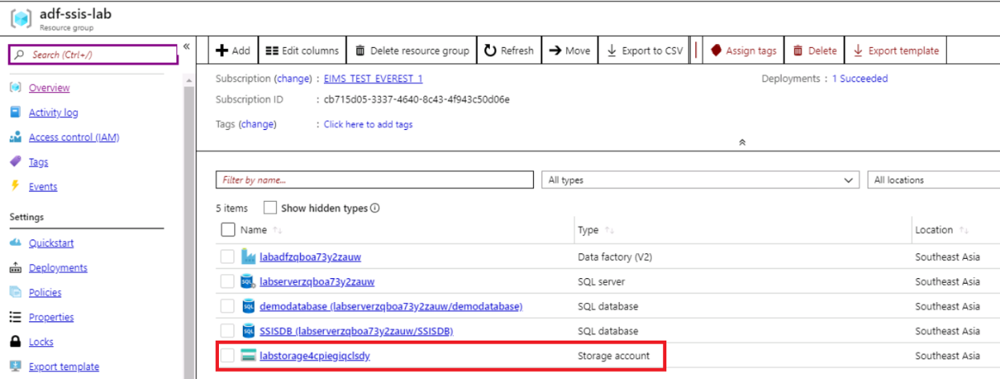 adf-ssis-lab
Resource group
Search (Ctrl+/)
«
Overview
Activity log
Access control (IAM)
Tags
Events
Settings
Quickstart
Deployments
Policies
Properties
Locks
Export template
Add Edit columns Delete resource group Refresh Move Export to CSV Assign tags Delete Export template
Subscription (change) : EIMS_TEST_EVEREST_1 Deployments : 1 Succeeded
Subscription ID : cb715d05-3337-4640-8c43-4f943c50d06e
Tags (change) : Click here to add tags
Filter by name... All types All locations
5 items Show hidden types
Name Type Location
labadfzqboa73y2zauw Data factory (V2) Southeast Asia
labserverzqboa73y2zauw SQL server Southeast Asia
demodatabase (labserverzqboa73y2zauw/demodatabase) SQL database Southeast Asia
SSISDB (labserverzqboa73y2zauw/SSISDB) SQL database Southeast Asia
labstorage4cpiegiqclsdy Storage account Southeast Asia